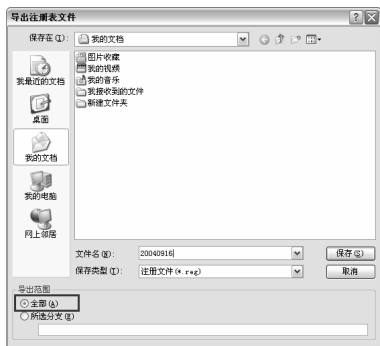 导出注册表文件
保存在(I): 我的文档
图片收藏
我的视频
我的音乐
我接收到的文件
新建文件夹
我最近的文档
桌面
我的文档
我的电脑
网上邻居
文件名(N): 20040916 保存(S)
保存类型(T): 注册文件(*.reg) 取消
导出范围
全部(A)
所选分支(E)